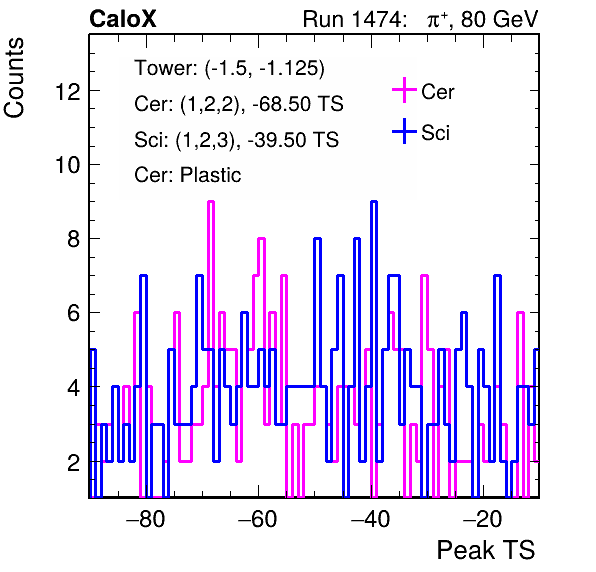 CaloX Run 1474: π⁺, 80 GeV
Counts
Tower: (-1.5, -1.125)
Cer: (1,2,2), -68.50 TS
Sci: (1,2,3), -39.50 TS
Cer: Plastic
Cer
Sci
12
10
8
6
4
2
−80 −60 −40 −20
Peak TS